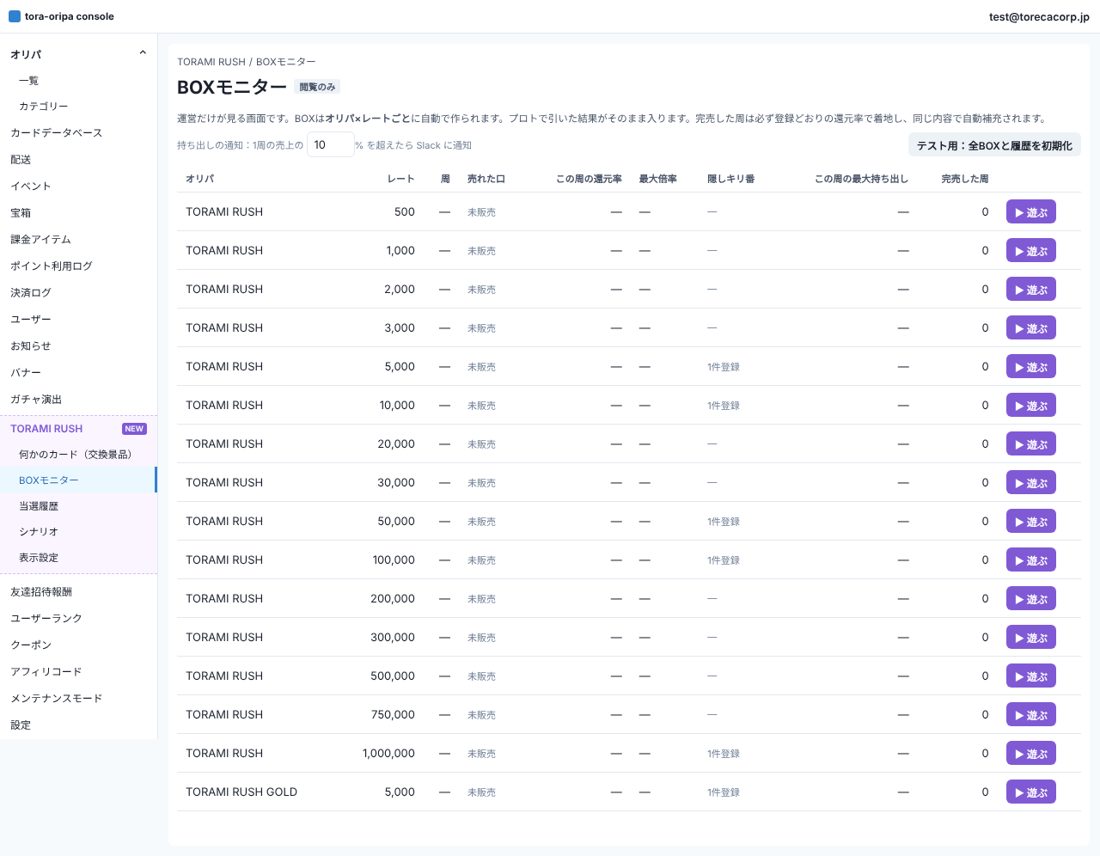 tora-oripa console
test@torecacorp.jp
オリパ
一覧
カテゴリー
カードデータベース
配送
イベント
宝箱
課金アイテム
ポイント利用ログ
決済ログ
ユーザー
お知らせ
バナー
ガチャ演出
TORAMI RUSH NEW
何かのカード（交換景品）
BOXモニター
当選履歴
シナリオ
表示設定
友達招待報酬
ユーザーランク
クーポン
アフィリコード
メンテナンスモード
設定
TORAMI RUSH / BOXモニター
BOXモニター 閲覧のみ
運営だけが見る画面です。BOXはオリパ×レートごとに自動で作られます。プロトで引いた結果がそのまま入ります。完売した周は必ず登録どおりの還元率で着地し、同じ内容で自動補充されます。
持ち出しの通知：1周の売上の 10 % を超えたら Slack に通知 テスト用：全BOXと履歴を初期化
オリパ レート 周 売れた口 この周の還元率 最大倍率 隠しキリ番 この周の最大持ち出し 完売した周
TORAMI RUSH 500 — 未販売 — — — — 0 ▶ 遊ぶ
TORAMI RUSH 1,000 — 未販売 — — — — 0 ▶ 遊ぶ
TORAMI RUSH 2,000 — 未販売 — — — — 0 ▶ 遊ぶ
TORAMI RUSH 3,000 — 未販売 — — — — 0 ▶ 遊ぶ
TORAMI RUSH 5,000 — 未販売 — — 1件登録 — 0 ▶ 遊ぶ
TORAMI RUSH 10,000 — 未販売 — — 1件登録 — 0 ▶ 遊ぶ
TORAMI RUSH 20,000 — 未販売 — — — — 0 ▶ 遊ぶ
TORAMI RUSH 30,000 — 未販売 — — — — 0 ▶ 遊ぶ
TORAMI RUSH 50,000 — 未販売 — — 1件登録 — 0 ▶ 遊ぶ
TORAMI RUSH 100,000 — 未販売 — — 1件登録 — 0 ▶ 遊ぶ
TORAMI RUSH 200,000 — 未販売 — — — — 0 ▶ 遊ぶ
TORAMI RUSH 300,000 — 未販売 — — — — 0 ▶ 遊ぶ
TORAMI RUSH 500,000 — 未販売 — — — — 0 ▶ 遊ぶ
TORAMI RUSH 750,000 — 未販売 — — — — 0 ▶ 遊ぶ
TORAMI RUSH 1,000,000 — 未販売 — — 1件登録 — 0 ▶ 遊ぶ
TORAMI RUSH GOLD 5,000 — 未販売 — — 1件登録 — 0 ▶ 遊ぶ